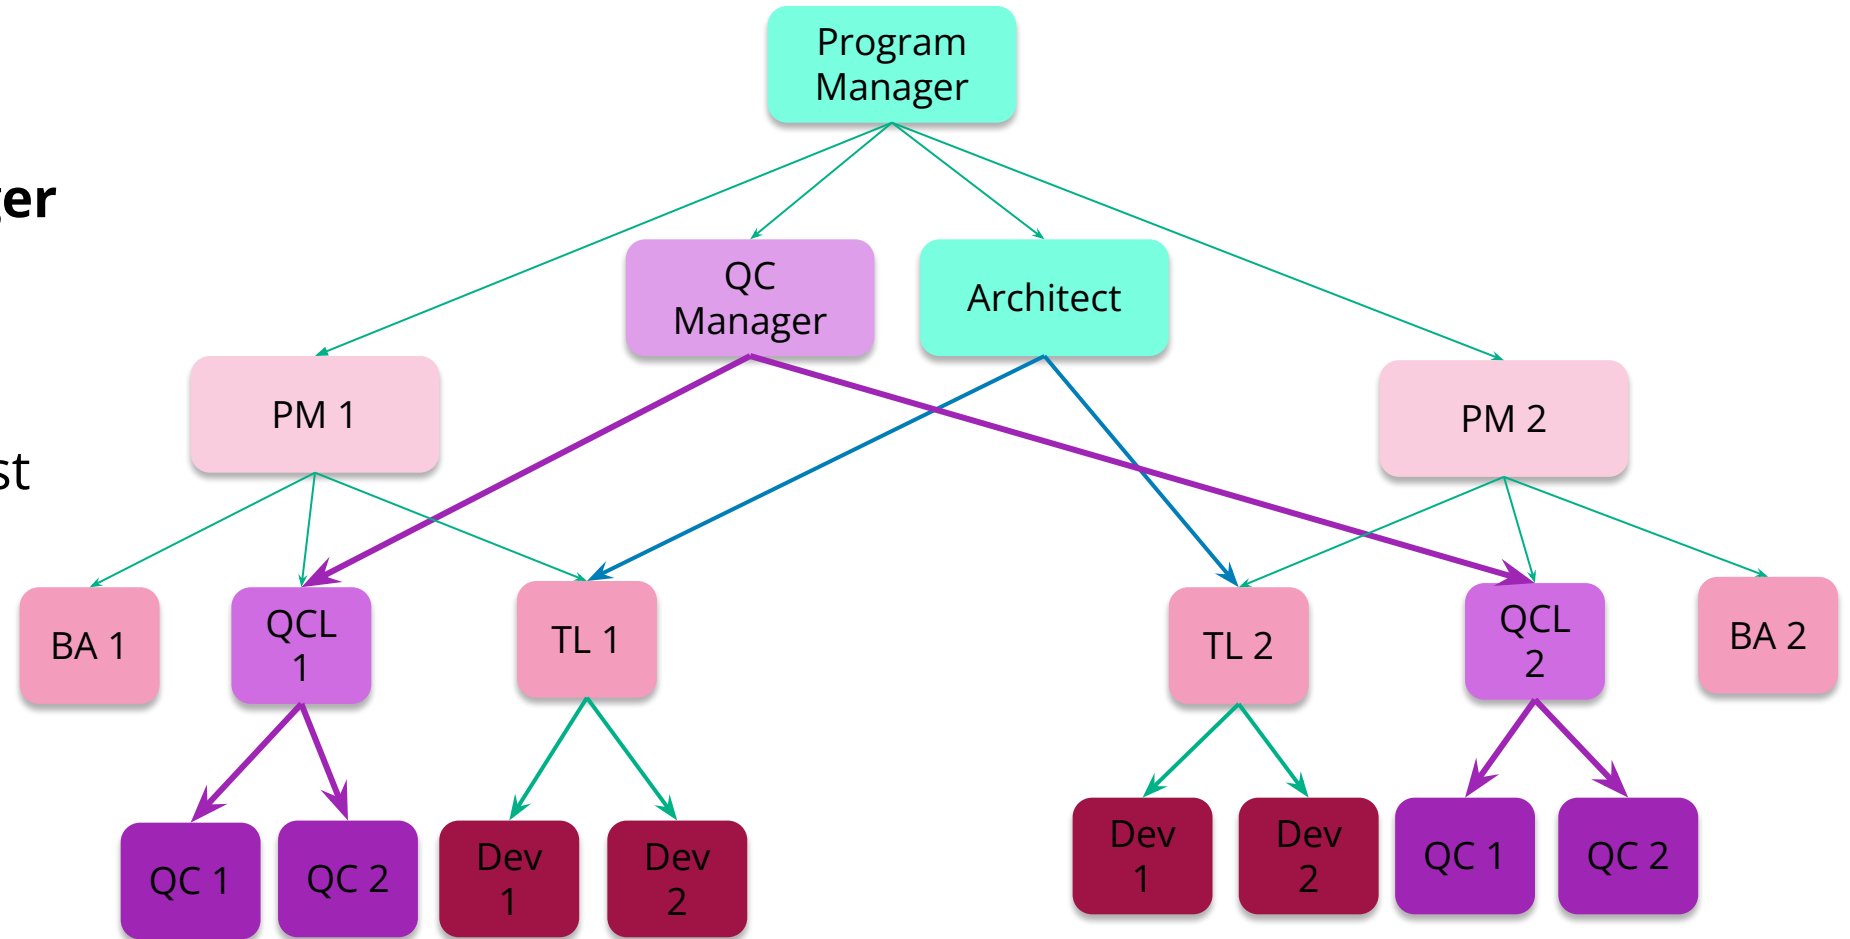 Program
Manager
ger
QC
Manager
Architect
PM 1
PM 2
st
BA 1
QCL
1
TL 1
TL 2
QCL
2
BA 2
QC 1
QC 2
Dev
1
Dev
2
Dev
1
Dev
2
QC 1
QC 2